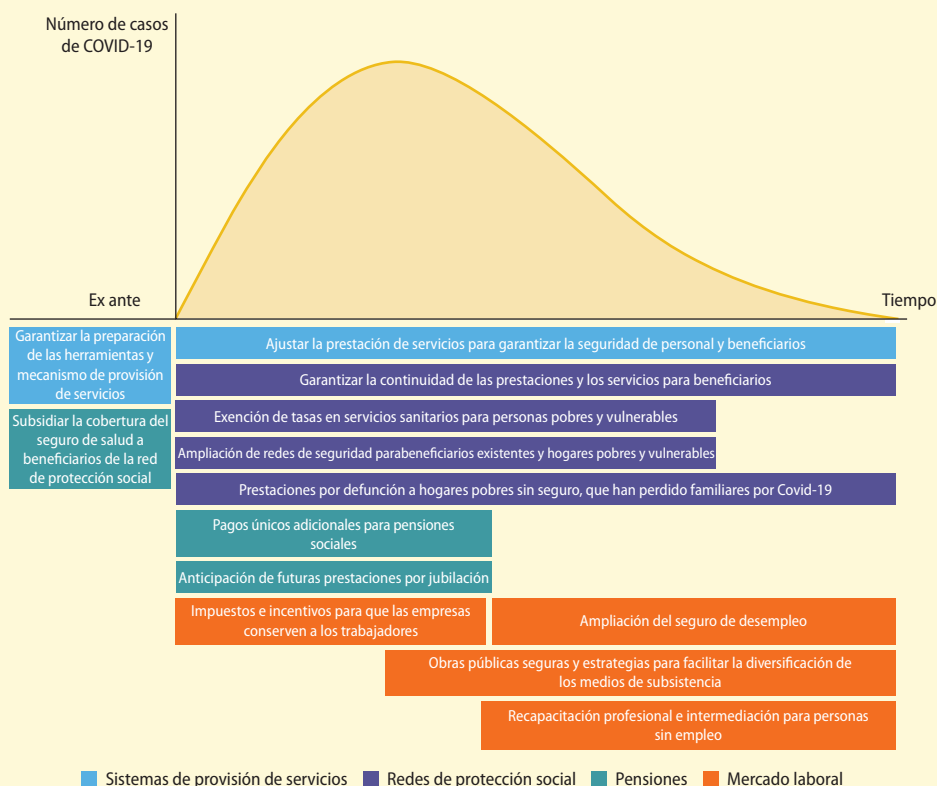 Número de casos
de COVID-19
Ex ante
Tiempo
Garantizar la preparación
de las herramientas y
mecanismo de provisión
de servicios
Subsidiar la cobertura del
seguro de salud a
beneficiarios de la red
de protección social
Ajustar la prestación de servicios para garantizar la seguridad de personal y beneficiarios
Garantizar la continuidad de las prestaciones y los servicios para beneficiarios
Exención de tasas en servicios sanitarios para personas pobres y vulnerables
Ampliación de redes de seguridad parabeneficiarios existentes y hogares pobres y vulnerables
Prestaciones por defunción a hogares pobres sin seguro, que han perdido familiares por Covid-19
Pagos únicos adicionales para pensiones
sociales
Anticipación de futuras prestaciones por jubilación
Impuestos e incentivos para que las empresas
conserven a los trabajadores
Ampliación del seguro de desempleo
Obras públicas seguras y estrategias para facilitar la diversificación de
los medios de subsistencia
Recapacitación profesional e intermediación para personas
sin empleo
Sistemas de provisión de servicios
Redes de protección social
Pensiones
Mercado laboral